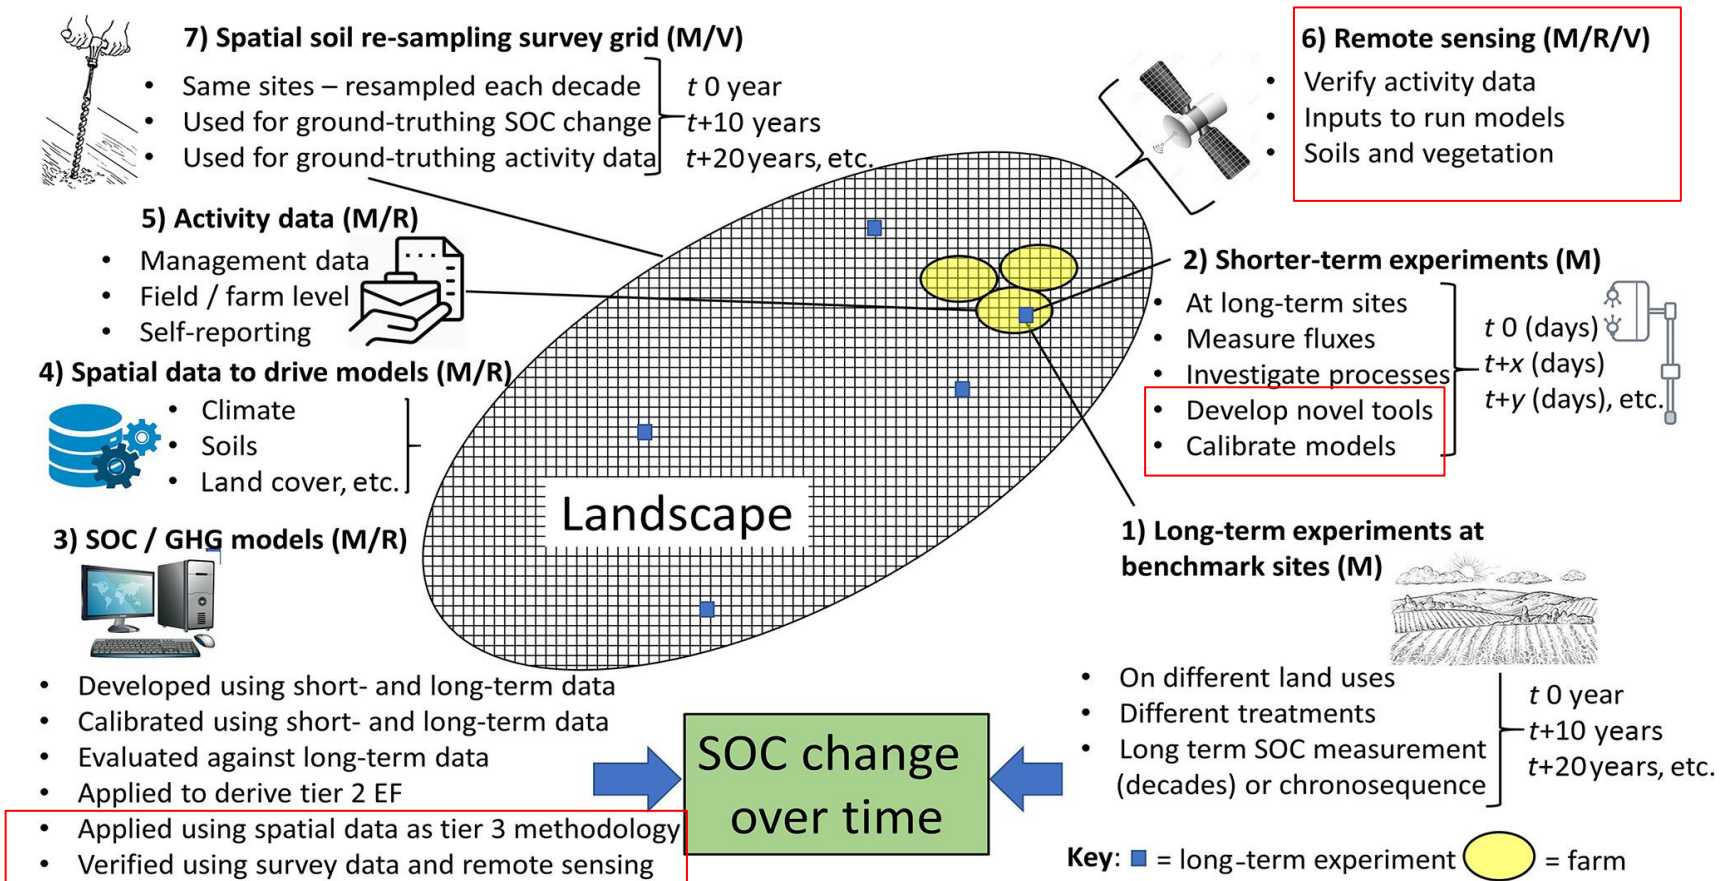 7) Spatial soil re-sampling survey grid (M/V)
• Same sites – resampled each decade
• Used for ground-truthing SOC change
• Used for ground-truthing activity data
t 0 year
t+10 years
t+20 years, etc.
6) Remote sensing (M/R/V)
• Verify activity data
• Inputs to run models
• Soils and vegetation
5) Activity data (M/R)
• Management data
• Field / farm level
• Self-reporting
2) Shorter-term experiments (M)
• At long-term sites
• Measure fluxes
• Investigate processes
• Develop novel tools
• Calibrate models
t 0 (days)
t+x (days)
t+y (days), etc.
4) Spatial data to drive models (M/R)
• Climate
• Soils
• Land cover, etc.
Landscape
3) SOC / GHG models (M/R)
• Developed using short- and long-term data
• Calibrated using short- and long-term data
• Evaluated against long-term data
• Applied to derive tier 2 EF
• Applied using spatial data as tier 3 methodology
• Verified using survey data and remote sensing
1) Long-term experiments at
benchmark sites (M)
• On different land uses
• Different treatments
• Long term SOC measurement
(decades) or chronosequence
t 0 year
t+10 years
t+20 years, etc.
SOC change
over time
Key: = long-term experiment = farm